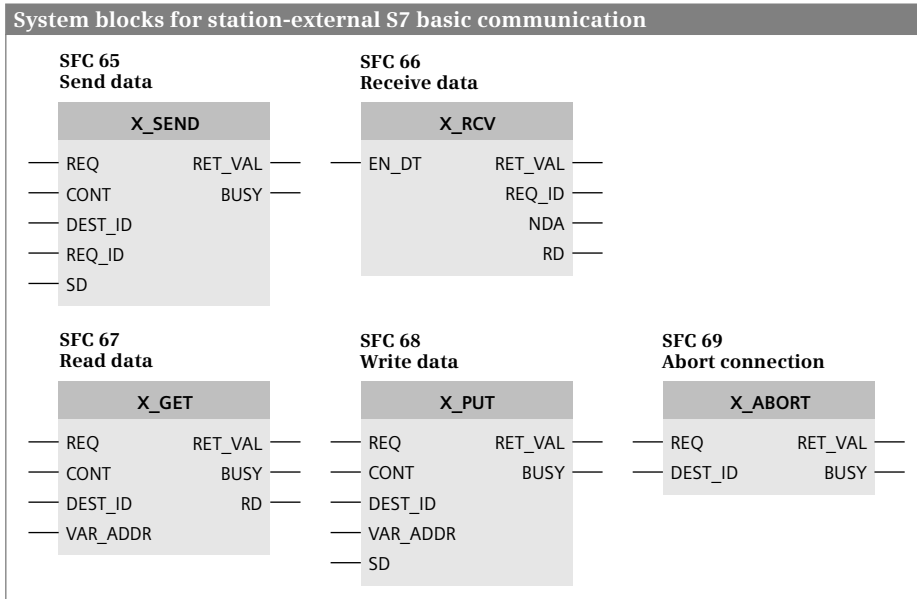 System blocks for station-external S7 basic communication
SFC 65
Send data
X_SEND
REQ RET_VAL
CONT BUSY
DEST_ID
REQ_ID
SD
SFC 66
Receive data
X_RCV
EN_DT RET_VAL
REQ_ID
NDA
RD
SFC 67
Read data
X_GET
REQ RET_VAL
CONT BUSY
DEST_ID RD
VAR_ADDR
SFC 68
Write data
X_PUT
REQ RET_VAL
CONT BUSY
DEST_ID
VAR_ADDR
SD
SFC 69
Abort connection
X_ABORT
REQ RET_VAL
DEST_ID BUSY